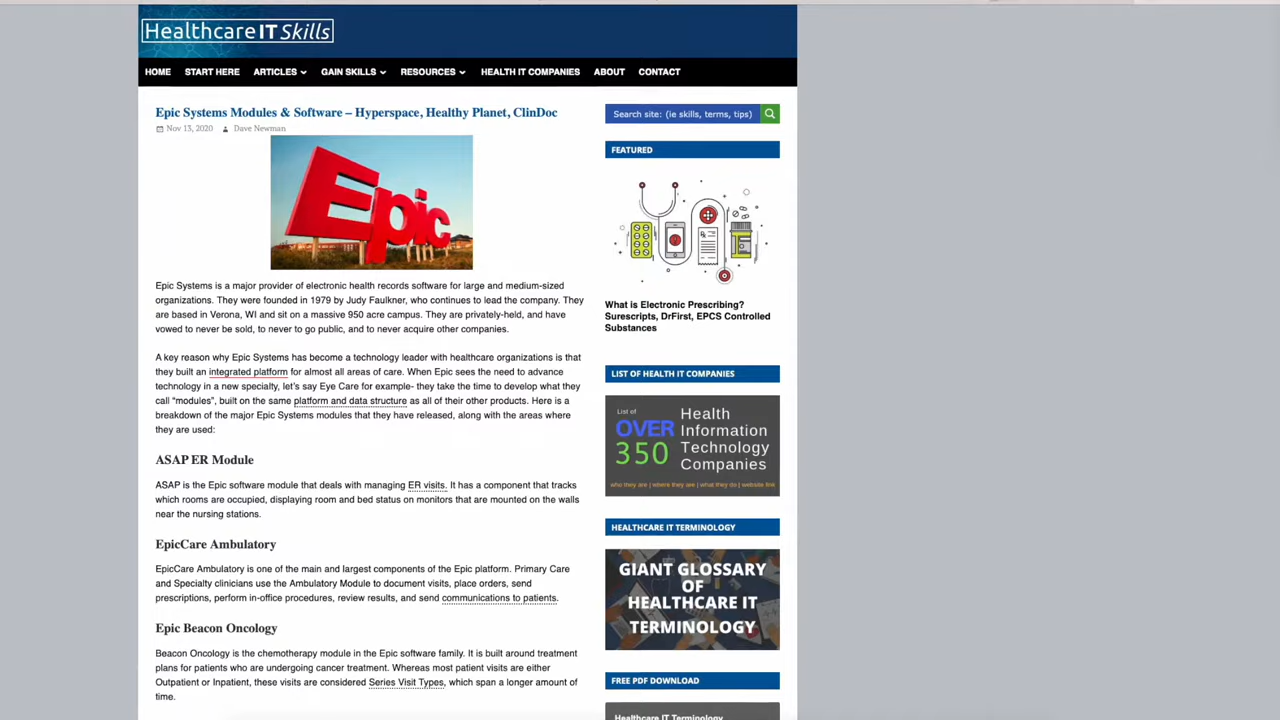 HealthcareIT Skills
HOME START HERE ARTICLES GAIN SKILLS RESOURCES HEALTH IT COMPANIES ABOUT CONTACT
Epic Systems Modules & Software – Hyperspace, Healthy Planet, ClinDoc
Nov 13, 2020 Dave Newman
Epic
Epic Systems is a major provider of electronic health records software for large and medium-sized
organizations. They were founded in 1979 by Judy Faulkner, who continues to lead the company. They
are based in Verona, WI and sit on a massive 950 acre campus. They are privately-held, and have
vowed to never be sold, to never to go public, and to never acquire other companies.
A key reason why Epic Systems has become a technology leader with healthcare organizations is that
they built an integrated platform for almost all areas of care. When Epic sees the need to advance
technology in a new specialty, let's say Eye Care for example- they take the time to develop what they
call “modules”, built on the same platform and data structure as all of their other products. Here is a
breakdown of the major Epic Systems modules that they have released, along with the areas where
they are used:
ASAP ER Module
ASAP is the Epic software module that deals with managing ER visits. It has a component that tracks
which rooms are occupied, displaying room and bed status on monitors that are mounted on the walls
near the nursing stations.
EpicCare Ambulatory
EpicCare Ambulatory is one of the main and largest components of the Epic platform. Primary Care
and Specialty clinicians use the Ambulatory Module to document visits, place orders, send
prescriptions, perform in-office procedures, review results, and send communications to patients.
Epic Beacon Oncology
Beacon Oncology is the chemotherapy module in the Epic software family. It is built around treatment
plans for patients who are undergoing cancer treatment. Whereas most patient visits are either
Outpatient or Inpatient, these visits are considered Series Visit Types, which span a longer amount of
time.
Search site: (ie skills, terms, tips)
FEATURED
What is Electronic Prescribing?
Surescripts, DrFirst, EPCS Controlled
Substances
LIST OF HEALTH IT COMPANIES
List of
OVER
350
Health
Information
Technology
Companies
who they are | where they are | what they do | website link
HEALTHCARE IT TERMINOLOGY
GIANT GLOSSARY
OF
HEALTHCARE IT
TERMINOLOGY
FREE PDF DOWNLOAD
Healthcare IT Terminology